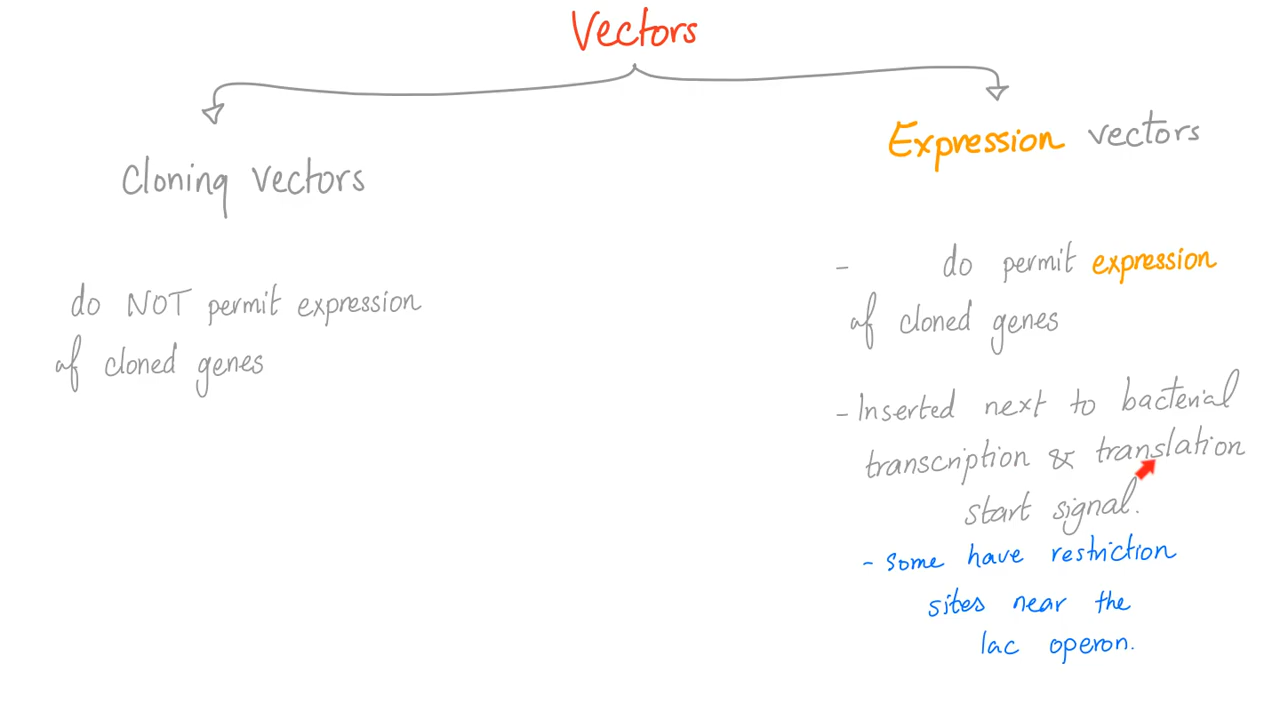 Vectors
Cloning vectors
do NOT permit expression
of cloned genes
Expression vectors
- do permit expression
of cloned genes
- Inserted next to bacterial
transcription & translation
start signal.
- some have restriction
sites near the
lac operon.